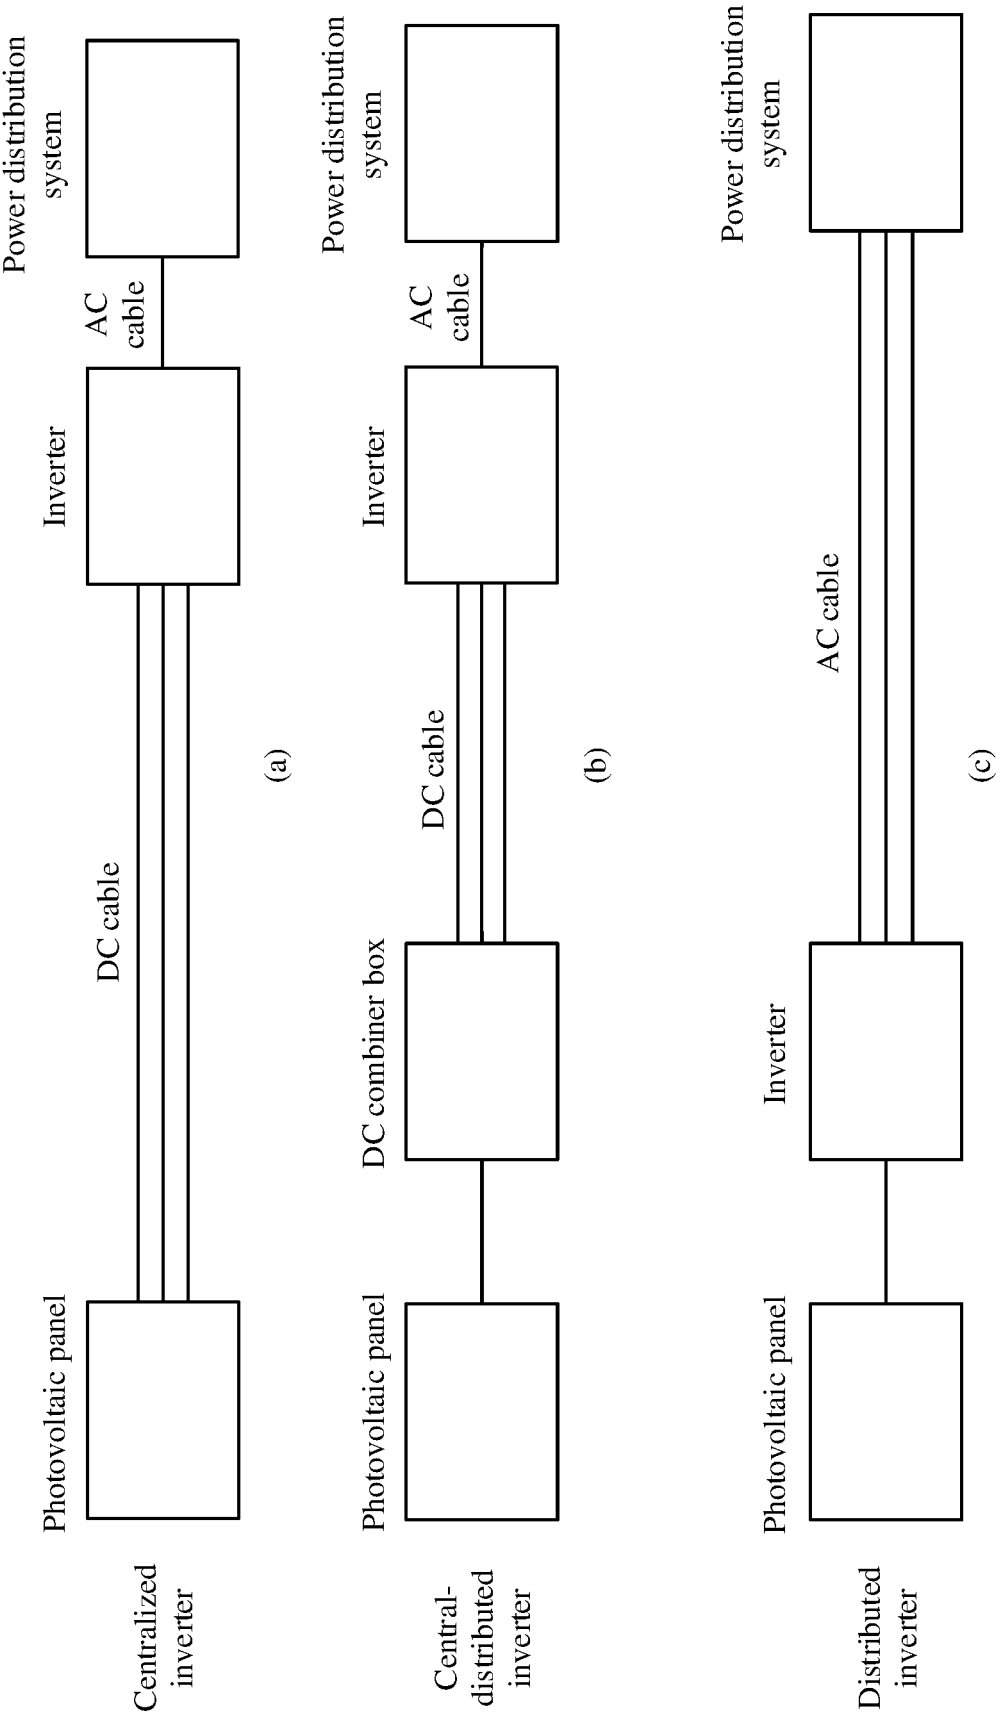 Centralized
inverter
Photovoltaic panel
DC cable
Inverter
AC
cable
Power distribution
system
(a)
Central-
distributed
inverter
Photovoltaic panel
DC combiner box
DC cable
Inverter
AC
cable
Power distribution
system
(b)
Distributed
inverter
Photovoltaic panel
Inverter
AC cable
Power distribution
system
(c)